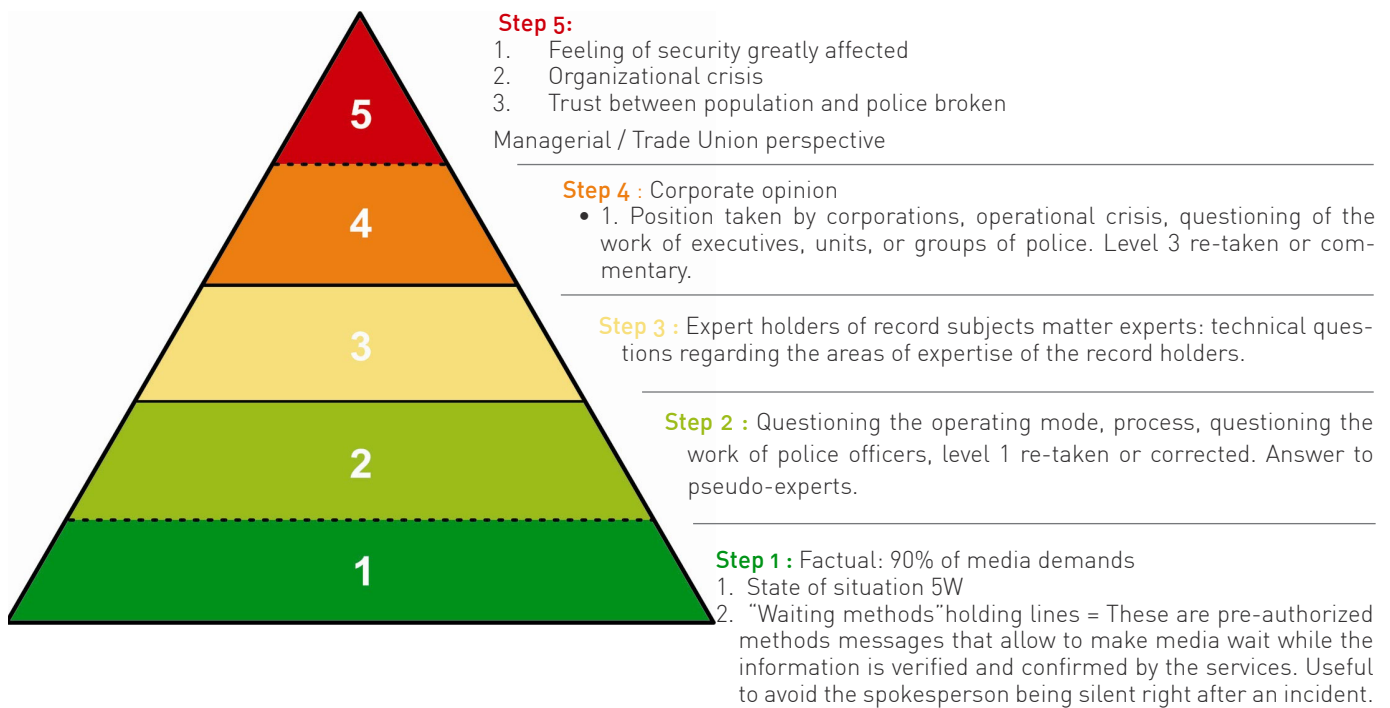 Step 5:
1. Feeling of security greatly affected
2. Organizational crisis
3. Trust between population and police broken
Managerial / Trade Union perspective
5
Step 4 : Corporate opinion
• 1. Position taken by corporations, operational crisis, questioning of the
work of executives, units, or groups of police. Level 3 re-taken or com-
mentary.
4
Step 3 : Expert holders of record subjects matter experts: technical ques-
tions regarding the areas of expertise of the record holders.
3
Step 2 : Questioning the operating mode, process, questioning the
work of police officers, level 1 re-taken or corrected. Answer to
pseudo-experts.
2
Step 1 : Factual: 90% of media demands
1. State of situation 5W
2. “Waiting methods”holding lines = These are pre-authorized
methods messages that allow to make media wait while the
information is verified and confirmed by the services. Useful
to avoid the spokesperson being silent right after an incident.
1